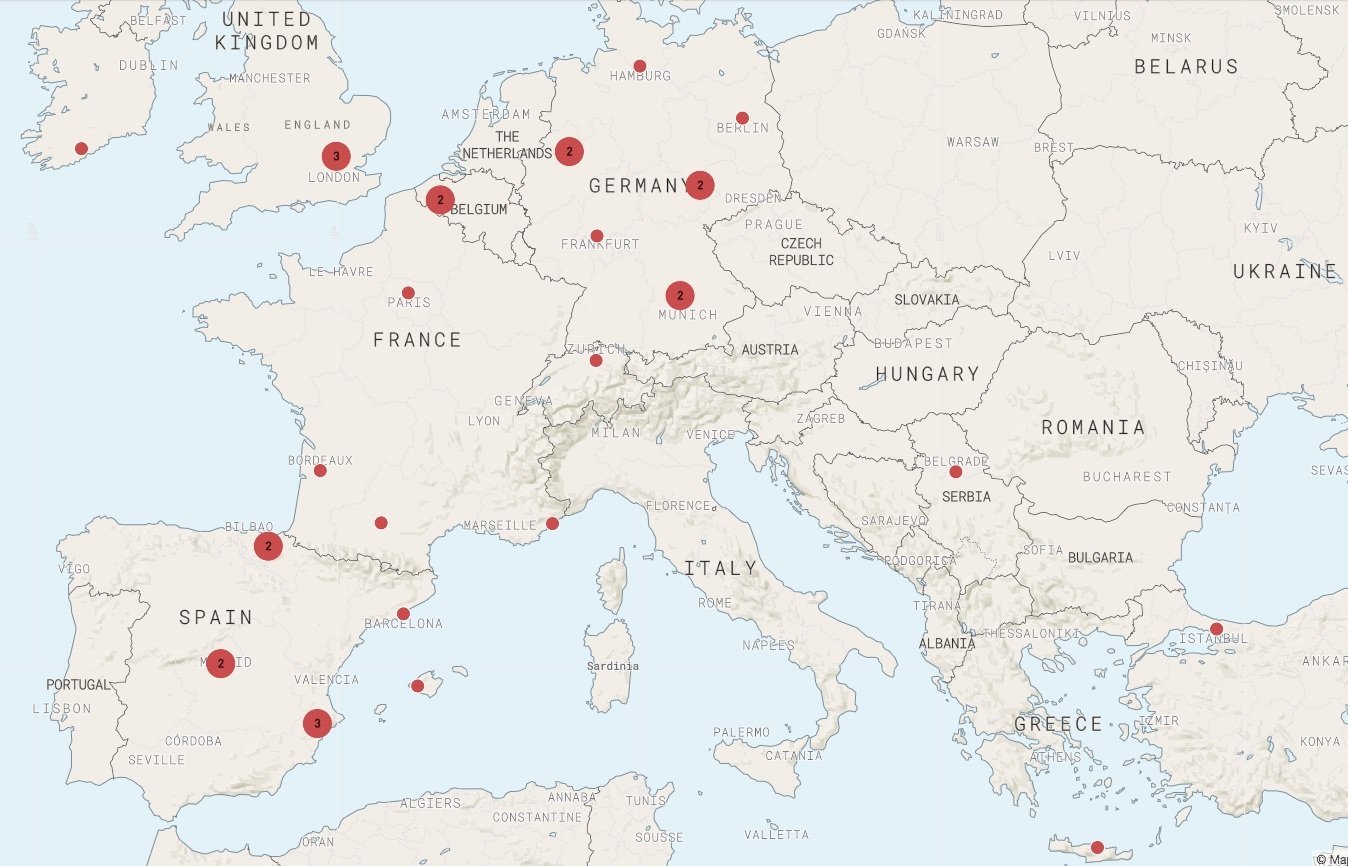 BELFAST
UNITED
KINGDOM
DUBLIN
MANCHESTER
WALES
ENGLAND
3
LONDON
HAMBURG
AMSTERDAM
THE
NETHERLANDS
2
BERLIN
GERMANY
2
DRESDEN
2
BELGIUM
FRANKFURT
KALININGRAD
GDAŃSK
VILNIUS
SMOLENSK
MINSK
BELARUS
WARSAW
BREST
PRAGUE
CZECH
REPUBLIC
KYIV
LVIV
UKRAINE
LE HAVRE
PARIS
FRANCE
2
MUNICH
VIENNA
SLOVAKIA
ZURICH
AUSTRIA
BUDAPEST
HUNGARY
CHIȘINĂU
GENEVA
LYON
MILAN
VENICE
ZAGREB
ROMANIA
BORDEAUX
BELGRADE
SERBIA
BUCHAREST
SEVAS
CONSTANȚA
FLORENCE
SARAJEVO
MARSEILLE
BILBAO
2
SOFIA
BULGARIA
PODGORICA
VIGO
ITALY
ROME
TIRANA
SPAIN
BARCELONA
ALBANIA
THESSALONIKI
ISTANBUL
NAPLES
2
Sardinia
ANKAR
PORTUGAL
VALENCIA
LISBON
3
GREECE
IZMIR
CÓRDOBA
SEVILLE
PALERMO
CATANIA
ATHENS
KONYA
ALGIERS
ANNABA
CONSTANTINE
TUNIS
ORAN
SOUSSE
VALLETTA
© Map